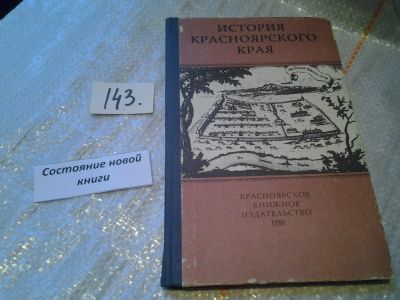 ИСТОРИЯ
КРАСНОЯРСКОГО
КРАЯ
КРАСНОЯРСКОЕ
КНИЖНОЕ
ИЗДАТЕЛЬСТВО
1981
143.
Состояние новой
книги